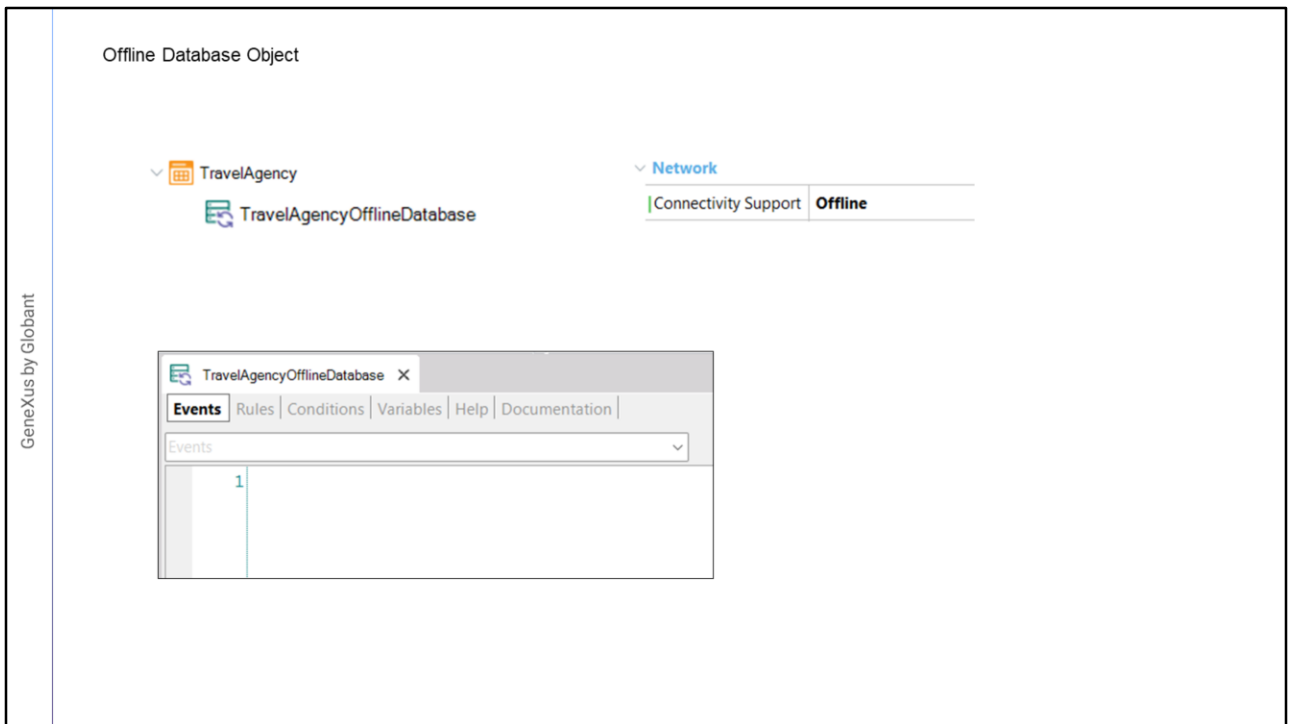 Offline Database Object
TravelAgency
TravelAgencyOfflineDatabase
Network
Connectivity Support Offline
GeneXus by Globant
TravelAgencyOfflineDatabase X
Events Rules Conditions Variables Help Documentation
Events
1